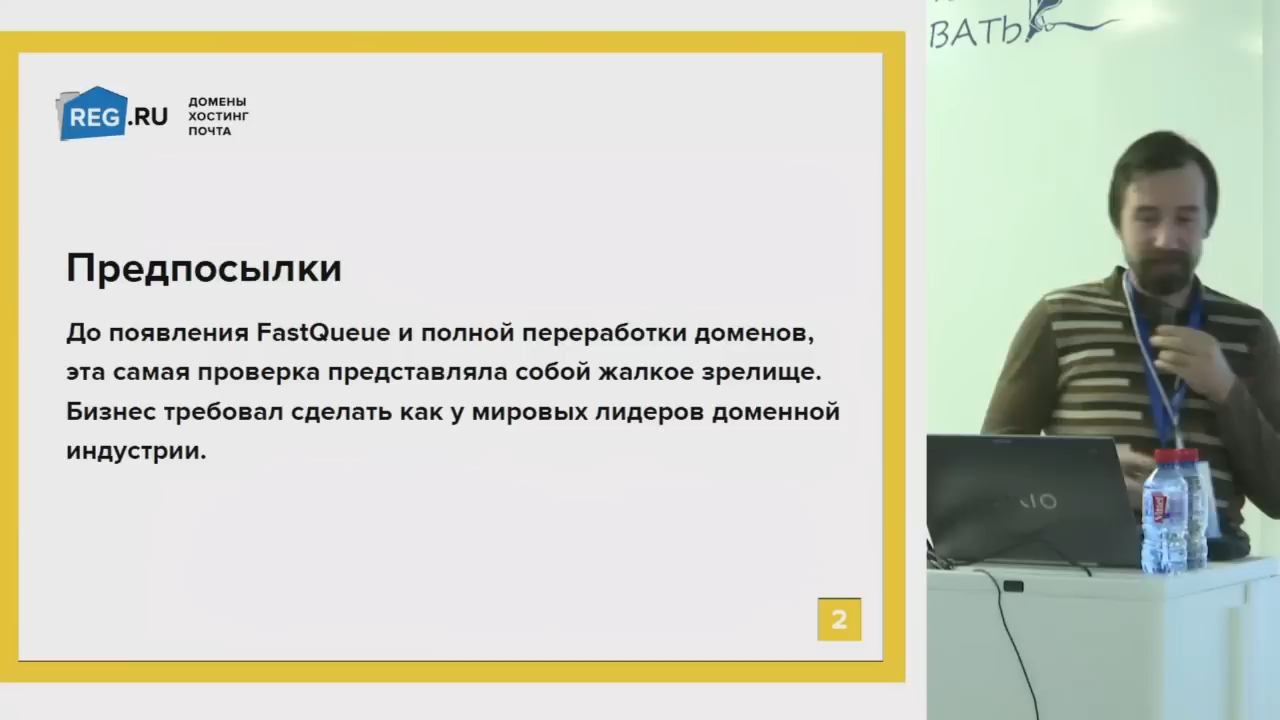 REG.RU
ДОМЕНЫ
ХОСТИНГ
ПОЧТА
Предпосылки
До появления FastQueue и полной переработки доменов,
эта самая проверка представляла собой жалкое зрелище.
Бизнес требовал сделать как у мировых лидеров доменной
индустрии.
2
ВАТЬ
Vittel